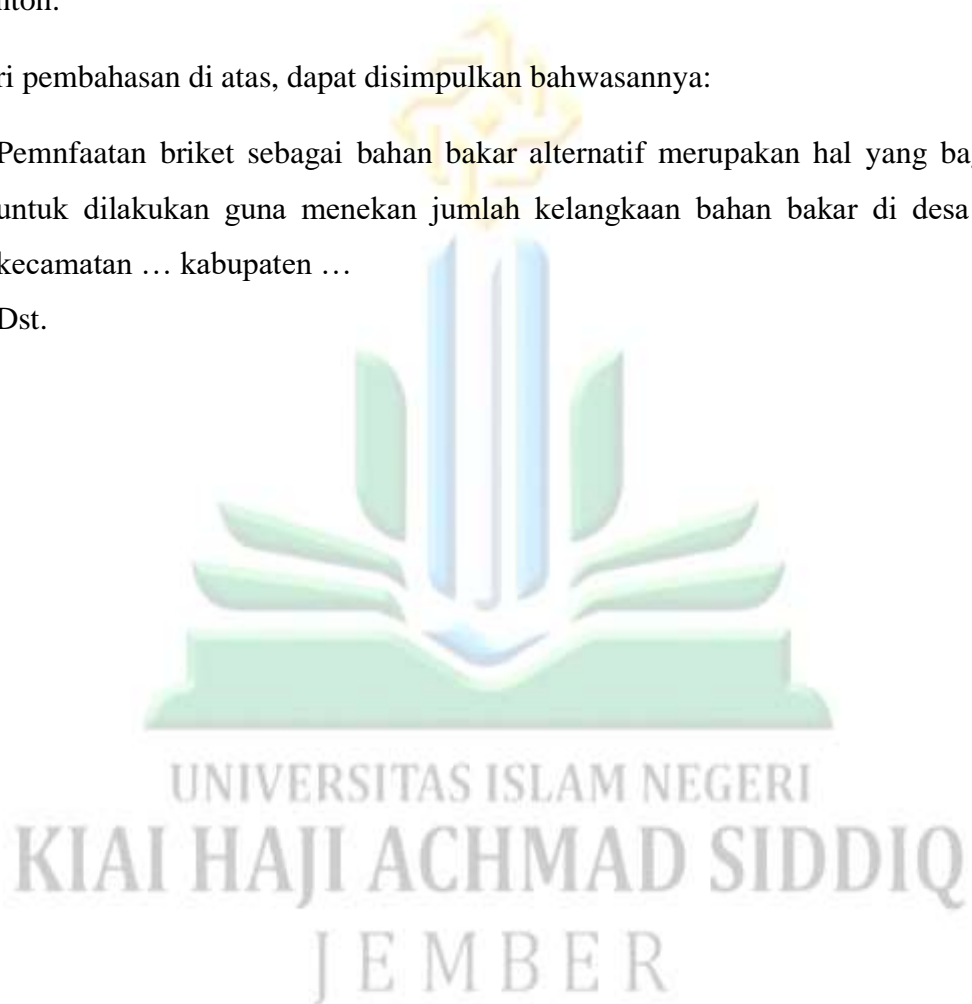 ri pembahasan di atas, dapat disimpulkan bahwasannya:
Pemnfaatan briket sebagai bahan bakar alternatif merupakan hal yang
untuk dilakukan guna menekan jumlah kelangkaan bahan bakar di desa
kecamatan … kabupaten …
Dst.
UNIVERSITAS ISLAM NEGERI
KIAI HAJI ACHMAD SIDDIQ
JEMBER